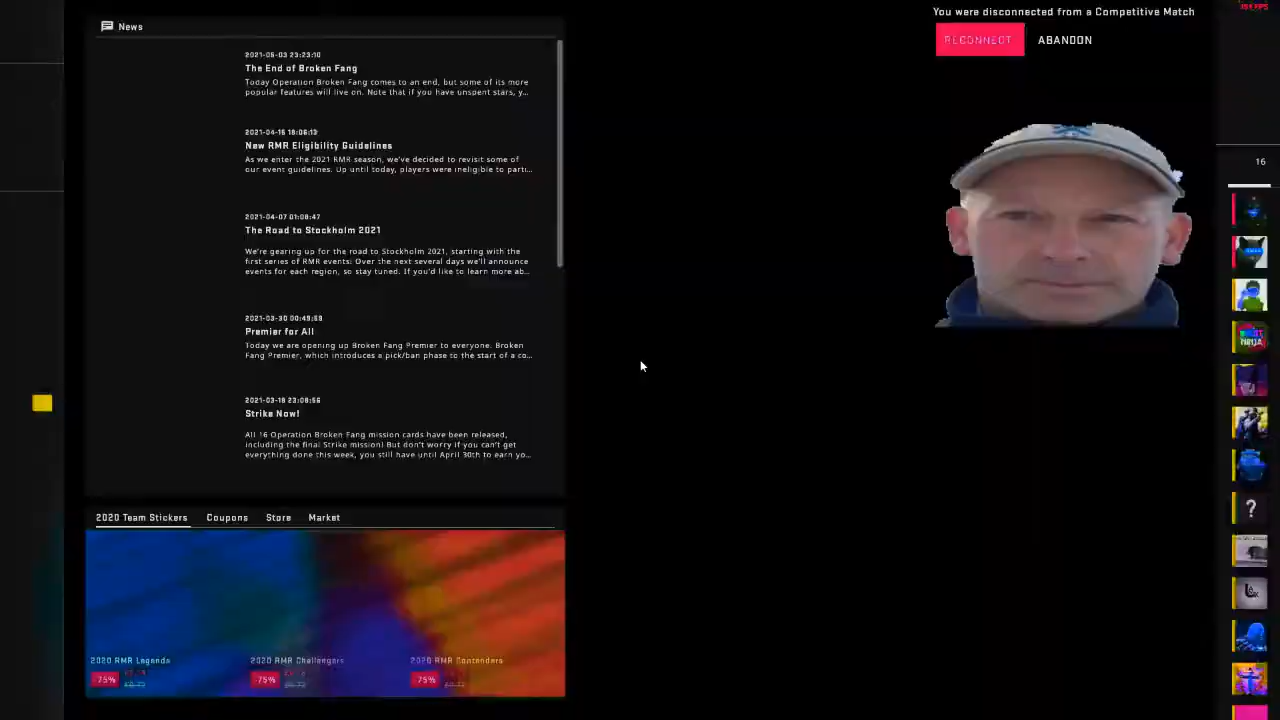 News
2021-05-03 23:23:10
The End of Broken Fang
Today Operation Broken Fang comes to an end, but some of its more
popular features will live on. Note that if you have unspent stars, y...
2021-04-15 18:06:13
New RMR Eligibility Guidelines
As we enter the 2021 RMR season, we've decided to revisit some of
our event guidelines. Up until today, players were ineligible to parti...
2021-04-07 01:08:47
The Road to Stockholm 2021
We're gearing up for the road to Stockholm 2021, starting with the
first series of RMR events. Over the next several days we'll announce
events for each region, so stay tuned. If you'd like to learn more ab...
2021-03-30 00:49:59
Premier for All
Today we are opening up Broken Fang Premier to everyone. Broken
Fang Premier, which introduces a pick/ban phase to the start of a co...
2021-03-18 23:08:56
Strike Now!
All 16 Operation Broken Fang mission cards have been released,
including the final Strike mission! But don't worry if you can't get
everything done this week, you still have until April 30th to earn yo...
2020 Team Stickers Coupons Store Market
2020 RMR Legends 2020 RMR Challengers 2020 RMR Contenders
-75% -75% -75%
You were disconnected from a Competitive Match
RECONNECT ABANDON
16
NINJA
?